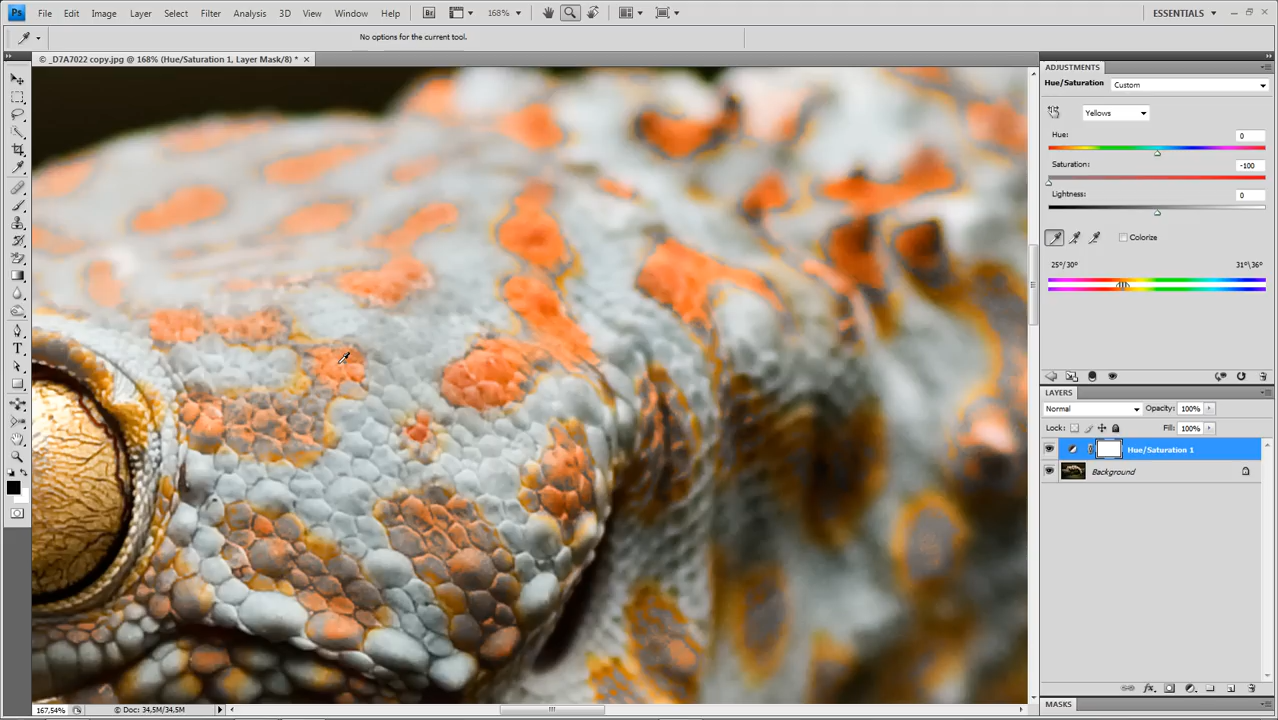 Ps File Edit Image Layer Select Filter Analysis 3D View Window Help Br 168% ESSENTIALS
No options for the current tool.
© _D7A7022 copy.jpg @ 168% (Hue/Saturation 1, Layer Mask/8) *
ADJUSTMENTS
Hue/Saturation Custom
Yellows
Hue: 0
Saturation: -100
Lightness: 0
Colorize
25°/30° 31°\36°
LAYERS
Normal Opacity: 100%
Lock: Fill: 100%
Hue/Saturation 1
Background
MASKS
167,54% © Doc: 34,5M/34,5M